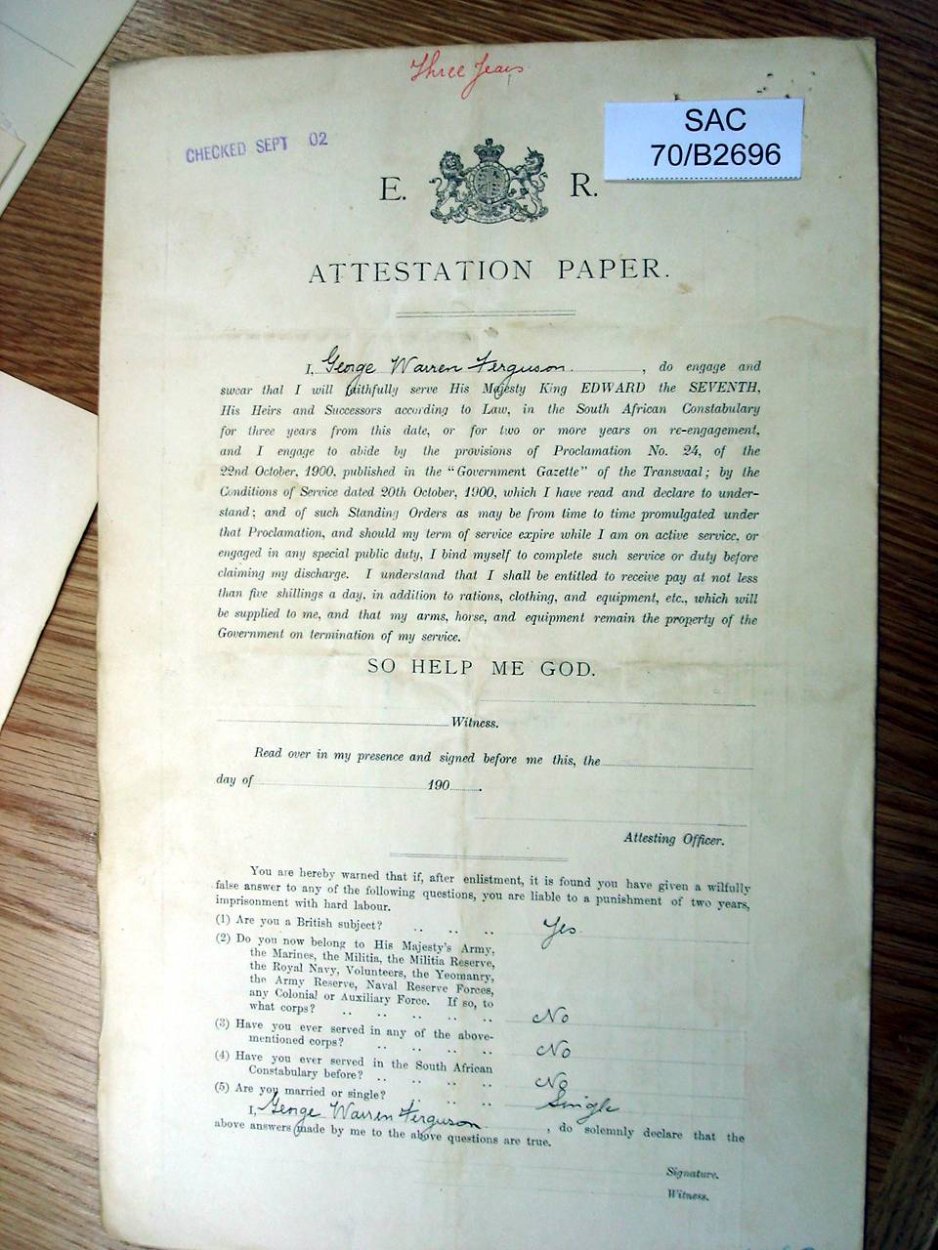 Three Years
CHECKED SEPT 02
SAC
70/B2696
E. R.
ATTESTATION PAPER.
I, George Warren Ferguson, do engage and
swear that I will faithfully serve His Majesty King EDWARD the SEVENTH,
His Heirs and Successors according to Law, in the South African Constabulary
for three years from this date, or for two or more years on re-engagement,
and I engage to abide by the provisions of Proclamation No. 24, of the
22nd October, 1900, published in the "Government Gazette" of the Transvaal; by the
Conditions of Service dated 20th October, 1900, which I have read and declare to under-
stand; and of such Standing Orders as may be from time to time promulgated under
that Proclamation, and should my term of service expire while I am on active service, or
engaged in any special public duty, I bind myself to complete such service or duty before
claiming my discharge. I understand that I shall be entitled to receive pay at not less
than five shillings a day, in addition to rations, clothing, and equipment, etc., which will
be supplied to me, and that my arms, horse, and equipment remain the property of the
Government on termination of my service.
SO HELP ME GOD.
Witness.
Read over in my presence and signed before me this, the
day of 190 .
Attesting Officer.
You are hereby warned that if, after enlistment, it is found you have given a wilfully
false answer to any of the following questions, you are liable to a punishment of two years,
imprisonment with hard labour.
(1) Are you a British subject? .. .. .. Yes
(2) Do you now belong to His Majesty's Army,
the Marines, the Militia, the Militia Reserve,
the Royal Navy, Volunteers, the Yeomanry,
the Army Reserve, Naval Reserve Forces,
any Colonial or Auxiliary Force. If so, to
what corps? .. .. .. .. .. No
(3) Have you ever served in any of the above-
mentioned corps? .. .. .. .. No
(4) Have you ever served in the South African
Constabulary before? .. .. .. .. No
(5) Are you married or single? .. .. .. Single
I, George Warren Ferguson, do solemnly declare that the
above answers made by me to the above questions are true.
Signature.
Witness.